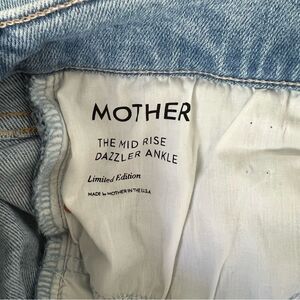 MOTHER
THE MID RISE
DAZZLER ANKLE
Limited Edition
MADE by MOTHER IN THE U.S.A.